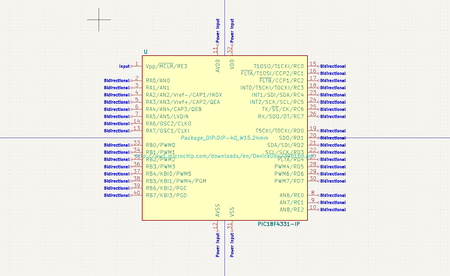 Power Input
Power Input
11
32
U
AVDD
VDD
Input 1 Vpp/MCLR/RE3
T1OSO/T1CKI/RC0 15 Bidirectional
FLTA/T1OSI/CCP2/RC1 16 Bidirectional
Bidirectional 2 RA0/AN0
FLTB/CCP1/RC2 17 Bidirectional
Bidirectional 3 RA1/AN1
INT0/T5CKI/T0CKI/RC3 18 Bidirectional
Bidirectional 4 RA2/AN2/Vref-/CAP1/INDX
INT1/SDI/SDA/RC4 23 Bidirectional
Bidirectional 5 RA3/AN3/Vref+/CAP2/QEA
INT2/SCK/SCL/RC5 24 Bidirectional
Bidirectional 6 RA4/AN4/CAP3/QEB
TX/SS/CK/RC6 25 Bidirectional
Bidirectional 7 RA5/AN5/LVDIN
RX/SDO/DT/RC7 26 Bidirectional
Bidirectional 14 RA6/OSC2/CLKO
Bidirectional 13 RA7/OSC1/CLKI
T5CKI/T0CKI/RD0 19 Bidirectional
Package_DIP:DIP-40_W15.24mm
SDO/RD1 20 Bidirectional
Bidirectional 33 RB0/PWM0
SDA/SDI/RD2 21 Bidirectional
Bidirectional 34 RB1/PWM1
SCL/SCK/RD3 22 Bidirectional
microchip.com/downloads/en/
Bidirectional 35 RB2/PWM2
27 Bidirectional
Bidirectional 36 RB3/PWM3
PWM4/RD5 28 Bidirectional
Bidirectional 37 RB4/KBI0/PWM5
PWM6/RD6 29 Bidirectional
Bidirectional 38 RB5/KBI1/PWM4/PGM
PWM7/RD7 30 Bidirectional
Bidirectional 39 RB6/KBI2/PGC
Bidirectional 40 RB7/KBI3/PGD
AN6/RE0 8 Bidirectional
AN7/RE1 9 Bidirectional
AN8/RE2 10 Bidirectional
AVSS
VSS
PIC18F4331-IP
12
31
Power Input
Power Input